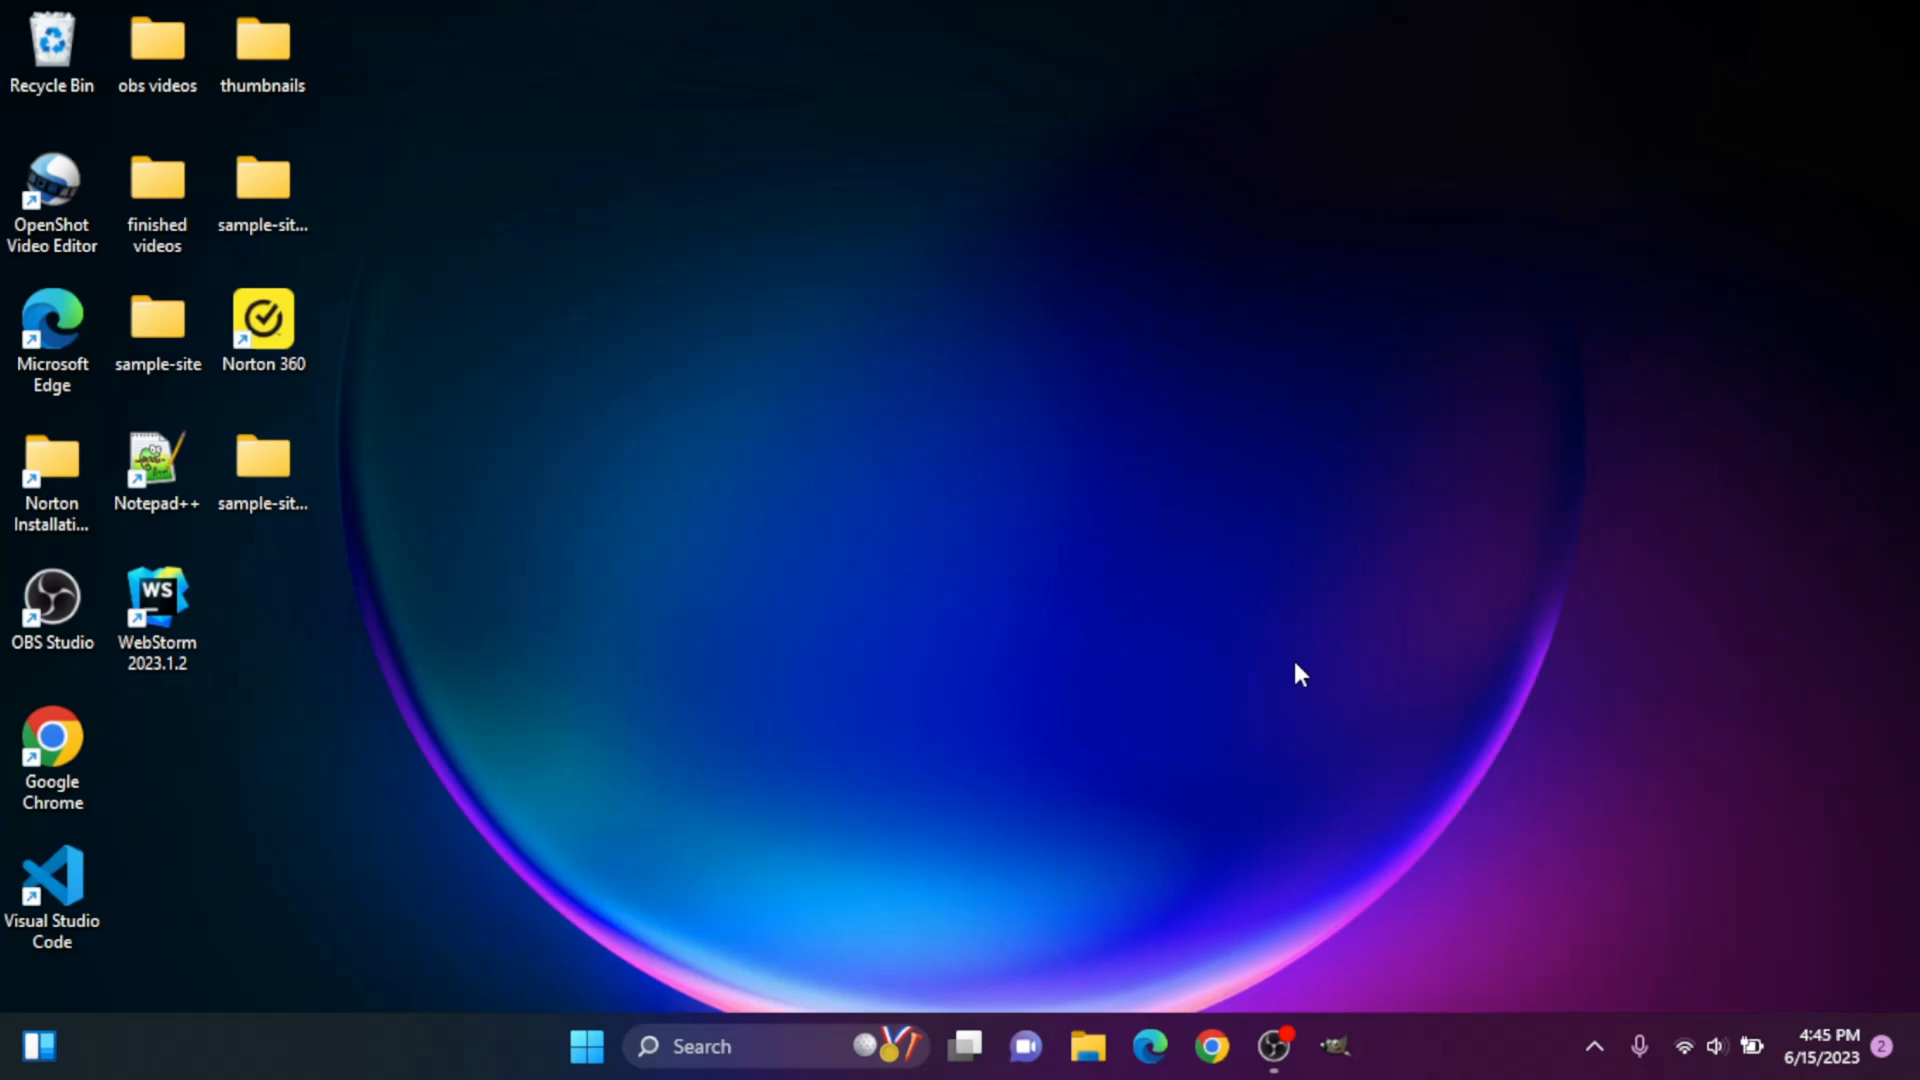 Recycle Bin
obs videos
thumbnails
OpenShot
Video Editor
finished
videos
sample-sit...
Microsoft
Edge
sample-site
Norton 360
Norton
Installati...
Notepad++
sample-sit...
OBS Studio
WS
WebStorm
2023.1.2
Google
Chrome
Visual Studio
Code
Search
4:45 PM
6/15/2023
2